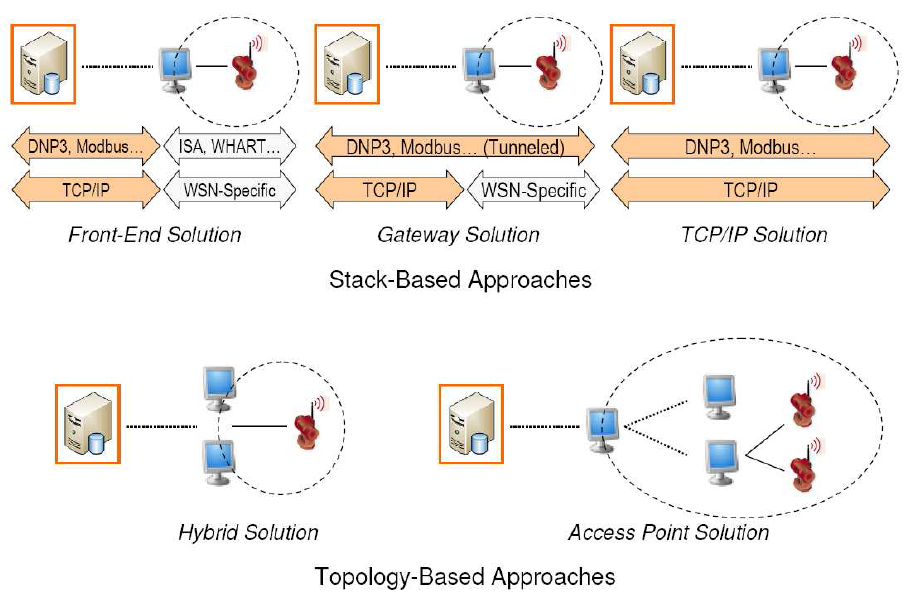 DNP3, Modbus... ISA, WHART... DNP3, Modbus... (Tunneled) DNP3, Modbus...
TCP/IP WSN-Specific TCP/IP WSN-Specific TCP/IP
Front-End Solution Gateway Solution TCP/IP Solution
Stack-Based Approaches
Hybrid Solution Access Point Solution
Topology-Based Approaches